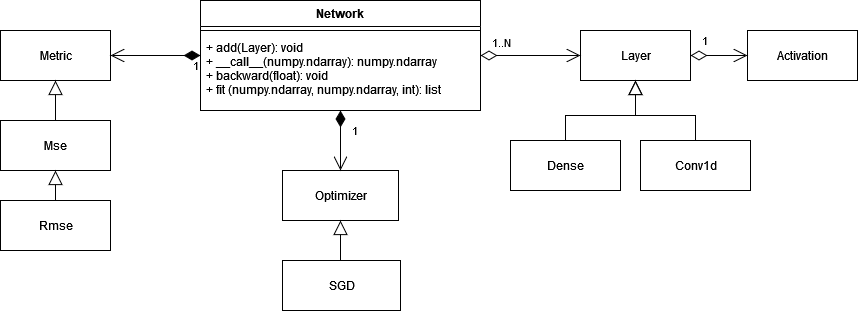 Network
+ add(Layer): void
+ __call__(numpy.ndarray): numpy.ndarray
+ backward(float): void
+ fit (numpy.ndarray, numpy.ndarray, int): list
Metric
1
1..N
Layer
1
Activation
Mse
1
Dense
Conv1d
Rmse
Optimizer
SGD